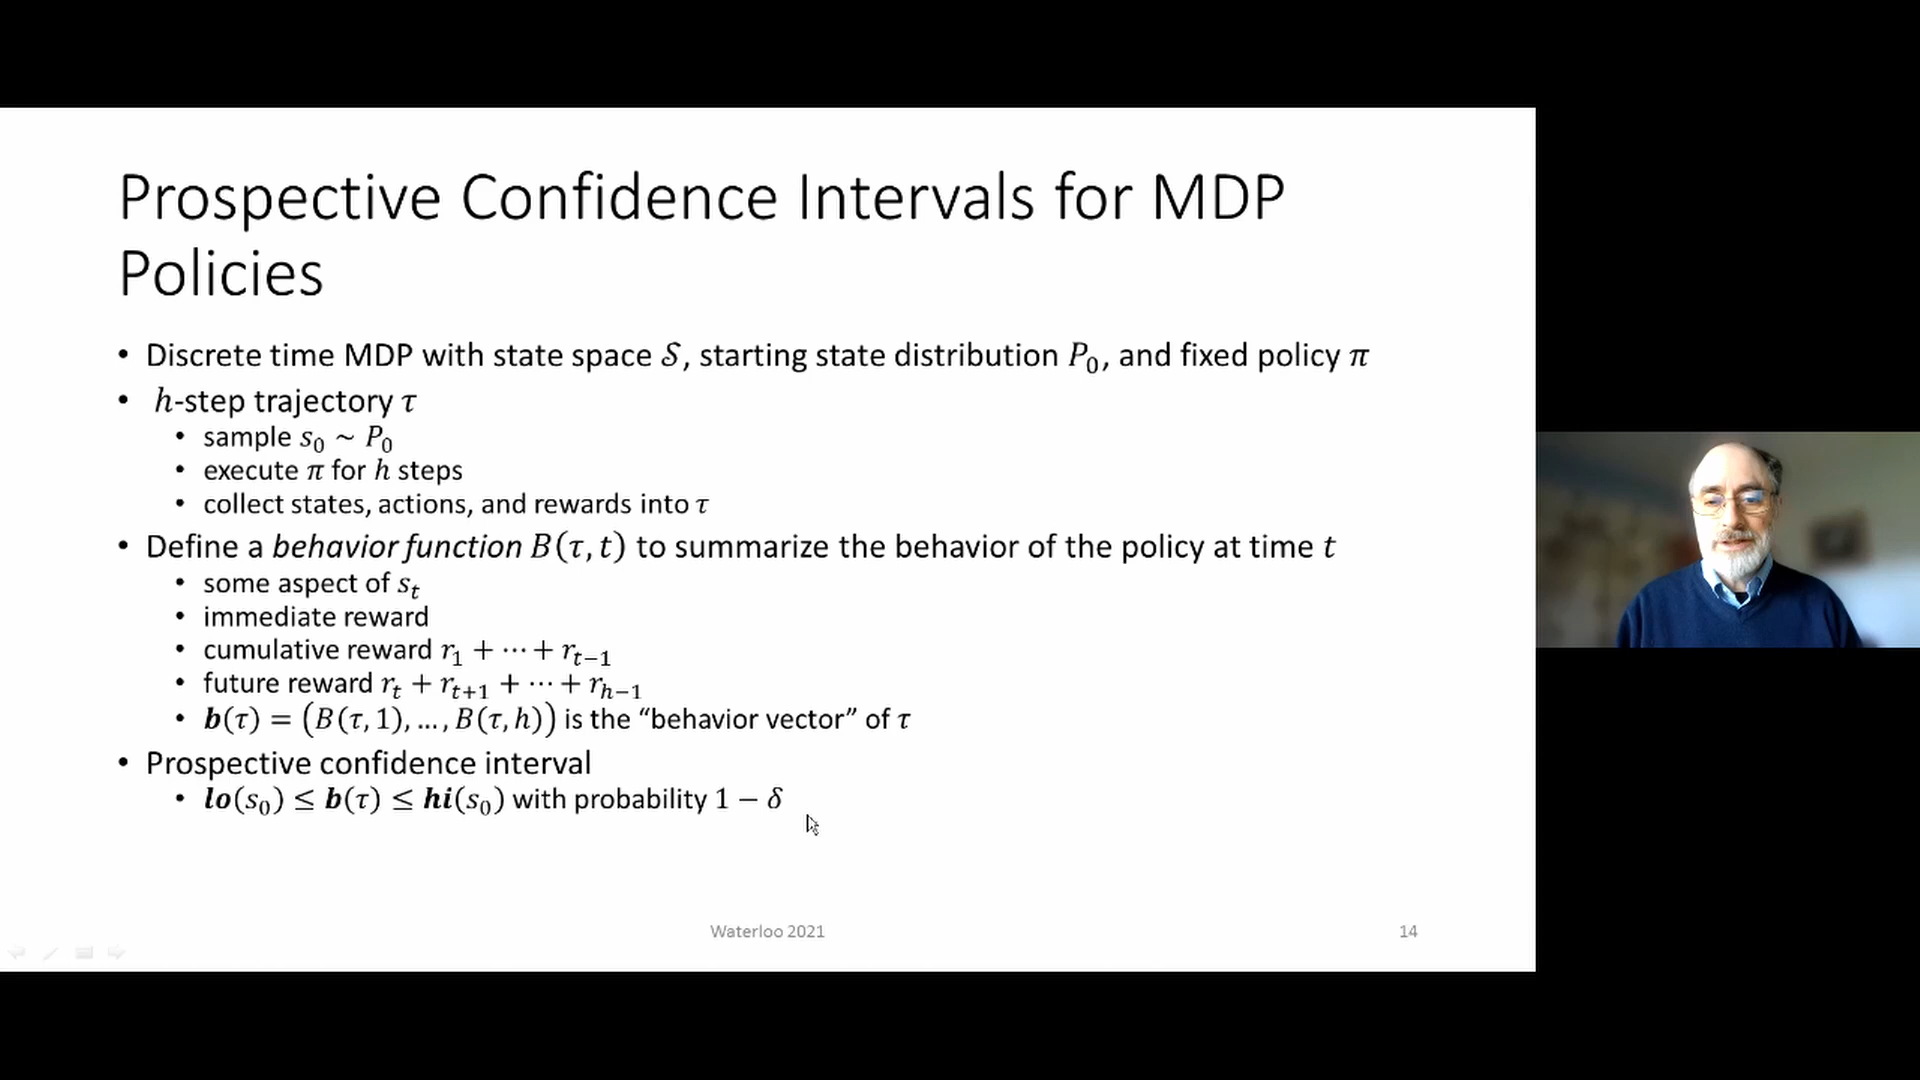 Prospective Confidence Intervals for MDP
Policies
• Discrete time MDP with state space 𝒮, starting state distribution P₀, and fixed policy π
• h-step trajectory τ
• sample s₀ ~ P₀
• execute π for h steps
• collect states, actions, and rewards into τ
• Define a behavior function B(τ, t) to summarize the behavior of the policy at time t
• some aspect of sₜ
• immediate reward
• cumulative reward r₁ + ⋯ + rₜ₋₁
• future reward rₜ + rₜ₊₁ + ⋯ + rₕ₋₁
• b(τ) = (B(τ, 1), …, B(τ, h)) is the “behavior vector” of τ
• Prospective confidence interval
• lo(s₀) ≤ b(τ) ≤ hi(s₀) with probability 1 − δ
Waterloo 2021
14